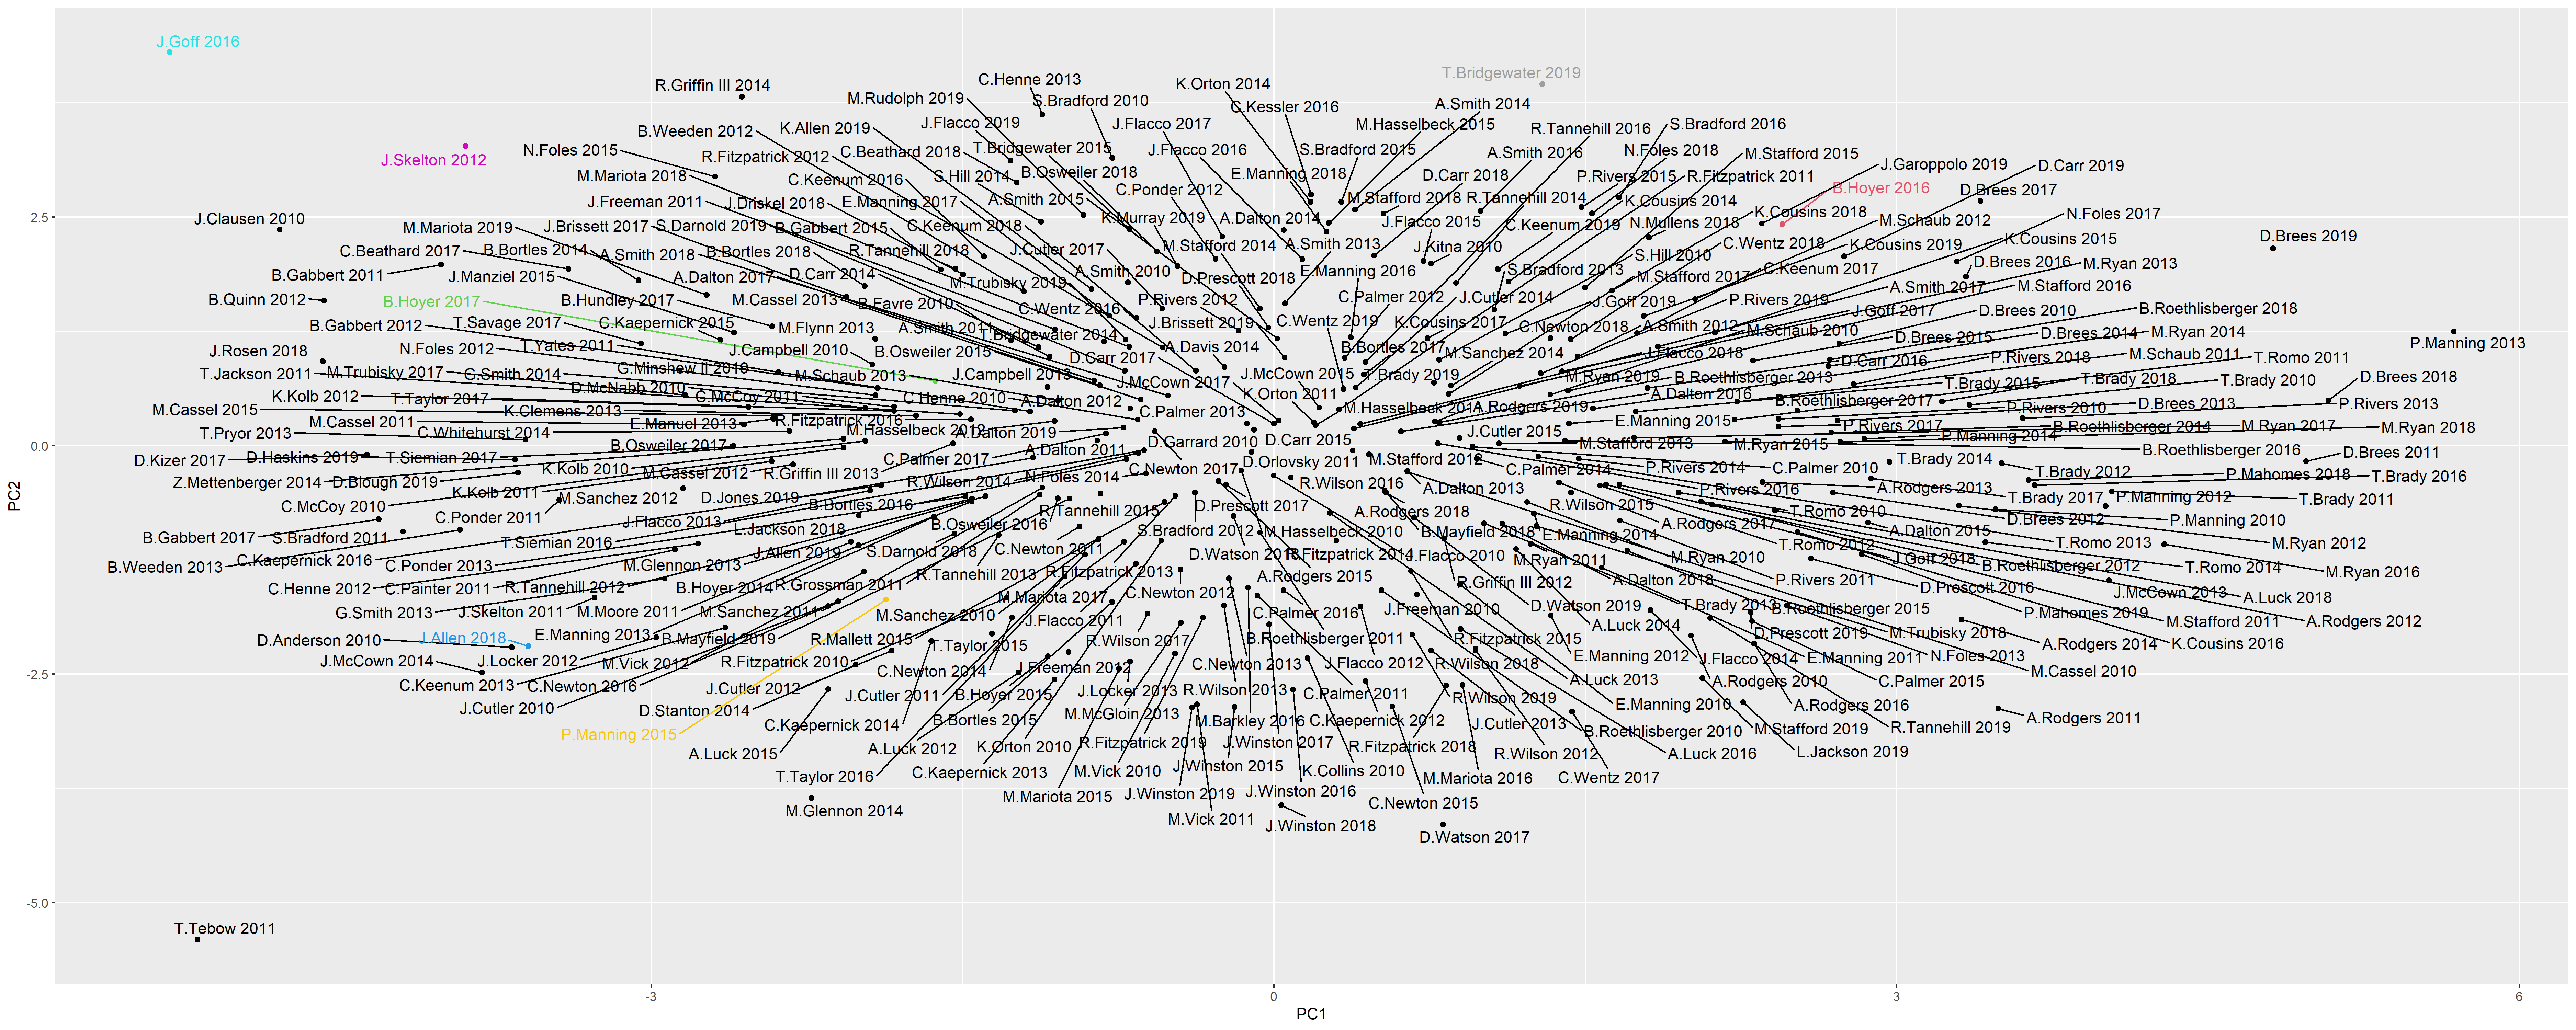 J.Goff 2016
T.Bridgewater 2019
C.Henne 2013
R.Griffin III 2014
K.Orton 2014
M.Rudolph 2019
S.Bradford 2010
C.Kessler 2016
A.Smith 2014
B.Weeden 2012
K.Allen 2019
J.Flacco 2019
J.Flacco 2017
M.Hasselbeck 2015
R.Tannehill 2016
S.Bradford 2016
J.Skelton 2012
N.Foles 2015
R.Fitzpatrick 2012
C.Beathard 2018
T.Bridgewater 2015
J.Flacco 2016
S.Bradford 2015
A.Smith 2016
N.Foles 2018
M.Stafford 2015
J.Garoppolo 2019
D.Carr 2019
M.Mariota 2018
C.Keenum 2016
S.Hill 2014
B.Osweiler 2018
E.Manning 2018
D.Carr 2018
P.Rivers 2015
R.Fitzpatrick 2011
B.Hoyer 2016
D.Brees 2017
J.Clausen 2010
J.Freeman 2011
J.Driskel 2018
E.Manning 2017
A.Smith 2015
C.Ponder 2012
K.Murray 2019
A.Dalton 2014
M.Stafford 2018
R.Tannehill 2014
K.Cousins 2014
K.Cousins 2018
N.Foles 2017
M.Mariota 2019
J.Brissett 2017
S.Darnold 2019
B.Gabbert 2015
C.Keenum 2018
J.Flacco 2015
C.Keenum 2019
N.Mullens 2018
M.Schaub 2012
D.Brees 2019
C.Beathard 2017
B.Bortles 2014
A.Smith 2018
B.Bortles 2018
R.Tannehill 2018
J.Cutler 2017
M.Stafford 2014
A.Smith 2013
J.Kitna 2010
C.Wentz 2018
K.Cousins 2019
K.Cousins 2015
B.Gabbert 2011
J.Manziel 2015
A.Dalton 2017
D.Carr 2014
M.Trubisky 2019
A.Smith 2010
D.Prescott 2018
E.Manning 2016
S.Bradford 2013
S.Hill 2010
M.Stafford 2017
C.Keenum 2017
D.Brees 2016
M.Ryan 2013
B.Quinn 2012
B.Hoyer 2017
B.Hundley 2017
M.Cassel 2013
B.Favre 2010
C.Wentz 2016
P.Rivers 2012
C.Palmer 2012
J.Cutler 2014
J.Goff 2019
P.Rivers 2019
A.Smith 2017
M.Stafford 2016
B.Gabbert 2012
T.Savage 2017
C.Kaepernick 2015
M.Flynn 2013
A.Smith 2011
T.Bridgewater 2014
J.Brissett 2019
C.Wentz 2019
K.Cousins 2017
C.Newton 2018
A.Smith 2012
M.Schaub 2010
J.Goff 2017
D.Brees 2010
B.Roethlisberger 2018
J.Rosen 2018
N.Foles 2012
T.Yates 2011
J.Campbell 2010
B.Osweiler 2015
D.Carr 2017
A.Davis 2014
B.Bortles 2017
M.Sanchez 2014
J.Flacco 2018
D.Carr 2016
D.Brees 2015
D.Brees 2014
M.Ryan 2014
P.Manning 2013
T.Jackson 2011
M.Trubisky 2017
G.Smith 2014
G.Minshew II 2019
M.Schaub 2013
J.Campbell 2013
J.McCown 2017
J.McCown 2015
T.Brady 2019
M.Ryan 2019
B.Roethlisberger 2013
P.Rivers 2018
M.Schaub 2011
T.Romo 2011
K.Kolb 2012
T.Taylor 2017
D.McNabb 2010
C.McCoy 2011
C.Henne 2010
A.Dalton 2012
K.Orton 2011
M.Hasselbeck 2011
A.Rodgers 2019
A.Dalton 2016
B.Roethlisberger 2017
T.Brady 2015
T.Brady 2018
T.Brady 2010
D.Brees 2018
M.Cassel 2015
M.Cassel 2011
K.Clemens 2013
E.Manuel 2013
R.Fitzpatrick 2016
M.Hasselbeck 2012
C.Palmer 2013
E.Manning 2015
P.Rivers 2017
P.Rivers 2010
D.Brees 2013
P.Rivers 2013
T.Pryor 2013
C.Whitehurst 2014
B.Osweiler 2017
A.Dalton 2019
D.Garrard 2010
D.Carr 2015
J.Cutler 2015
M.Stafford 2013
M.Ryan 2015
P.Manning 2014
B.Roethlisberger 2014
M.Ryan 2017
M.Ryan 2018
D.Kizer 2017
D.Haskins 2019
T.Siemian 2017
K.Kolb 2010
M.Cassel 2012
R.Griffin III 2013
C.Palmer 2017
A.Dalton 2011
C.Newton 2017
D.Orlovsky 2011
M.Stafford 2012
C.Palmer 2014
P.Rivers 2014
C.Palmer 2010
T.Brady 2014
T.Brady 2012
B.Roethlisberger 2016
D.Brees 2011
Z.Mettenberger 2014
D.Blough 2019
K.Kolb 2011
M.Sanchez 2012
D.Jones 2019
R.Wilson 2014
N.Foles 2014
R.Wilson 2016
A.Dalton 2013
R.Wilson 2015
P.Rivers 2016
A.Rodgers 2013
T.Brady 2017
P.Mahomes 2018
T.Brady 2016
C.McCoy 2010
C.Ponder 2011
J.Flacco 2013
B.Bortles 2016
R.Tannehill 2015
D.Prescott 2017
A.Rodgers 2018
A.Rodgers 2017
T.Romo 2010
P.Manning 2012
T.Brady 2011
B.Gabbert 2017
S.Bradford 2011
T.Siemian 2016
L.Jackson 2018
B.Osweiler 2016
M.Hasselbeck 2010
B.Mayfield 2018
E.Manning 2014
A.Dalton 2015
D.Brees 2012
P.Manning 2010
B.Weeden 2013
C.Kaepernick 2016
C.Ponder 2013
M.Glennon 2013
J.Allen 2019
S.Darnold 2018
C.Newton 2011
R.Fitzpatrick 2014
J.Flacco 2010
M.Ryan 2011
M.Ryan 2010
T.Romo 2012
J.Goff 2018
T.Romo 2013
M.Ryan 2012
C.Henne 2012
C.Painter 2011
R.Tannehill 2012
B.Hoyer 2014
R.Grossman 2011
R.Tannehill 2013
R.Fitzpatrick 2013
A.Rodgers 2015
R.Griffin III 2012
A.Dalton 2018
P.Rivers 2011
B.Roethlisberger 2012
T.Romo 2014
M.Ryan 2016
G.Smith 2013
J.Skelton 2011
M.Moore 2011
M.Sanchez 2011
M.Sanchez 2010
M.Mariota 2017
C.Newton 2012
C.Palmer 2016
J.Freeman 2010
D.Watson 2019
T.Brady 2013
B.Roethlisberger 2015
D.Prescott 2016
J.McCown 2013
A.Luck 2018
D.Anderson 2010
J.Allen 2018
E.Manning 2013
B.Mayfield 2019
R.Mallett 2015
J.Flacco 2011
R.Wilson 2017
B.Roethlisberger 2011
R.Fitzpatrick 2015
A.Luck 2014
D.Prescott 2019
M.Trubisky 2018
P.Mahomes 2019
M.Stafford 2011
A.Rodgers 2012
J.McCown 2014
J.Locker 2012
M.Vick 2012
R.Fitzpatrick 2010
T.Taylor 2015
C.Newton 2013
J.Flacco 2012
R.Wilson 2018
E.Manning 2012
J.Flacco 2014
E.Manning 2011
N.Foles 2013
A.Rodgers 2014
K.Cousins 2016
C.Keenum 2013
C.Newton 2016
J.Cutler 2012
C.Newton 2014
J.Freeman 2012
J.Locker 2013
R.Wilson 2013
C.Palmer 2011
R.Wilson 2019
A.Luck 2013
A.Rodgers 2010
C.Palmer 2015
M.Cassel 2010
J.Cutler 2010
D.Stanton 2014
J.Cutler 2011
B.Hoyer 2015
M.McGloin 2013
M.Barkley 2016
C.Kaepernick 2012
J.Cutler 2013
E.Manning 2010
A.Rodgers 2016
A.Rodgers 2011
P.Manning 2015
C.Kaepernick 2014
B.Bortles 2015
R.Fitzpatrick 2019
J.Winston 2017
R.Fitzpatrick 2018
B.Roethlisberger 2010
M.Stafford 2019
R.Tannehill 2019
A.Luck 2015
A.Luck 2012
K.Orton 2010
J.Winston 2015
R.Wilson 2012
A.Luck 2016
L.Jackson 2019
T.Taylor 2016
C.Kaepernick 2013
M.Vick 2010
K.Collins 2010
M.Mariota 2016
C.Wentz 2017
M.Mariota 2015
J.Winston 2019
J.Winston 2016
C.Newton 2015
M.Glennon 2014
M.Vick 2011
J.Winston 2018
D.Watson 2017
T.Tebow 2011
2.5
0.0
-2.5
-5.0
PC2
-3
0
3
6
PC1